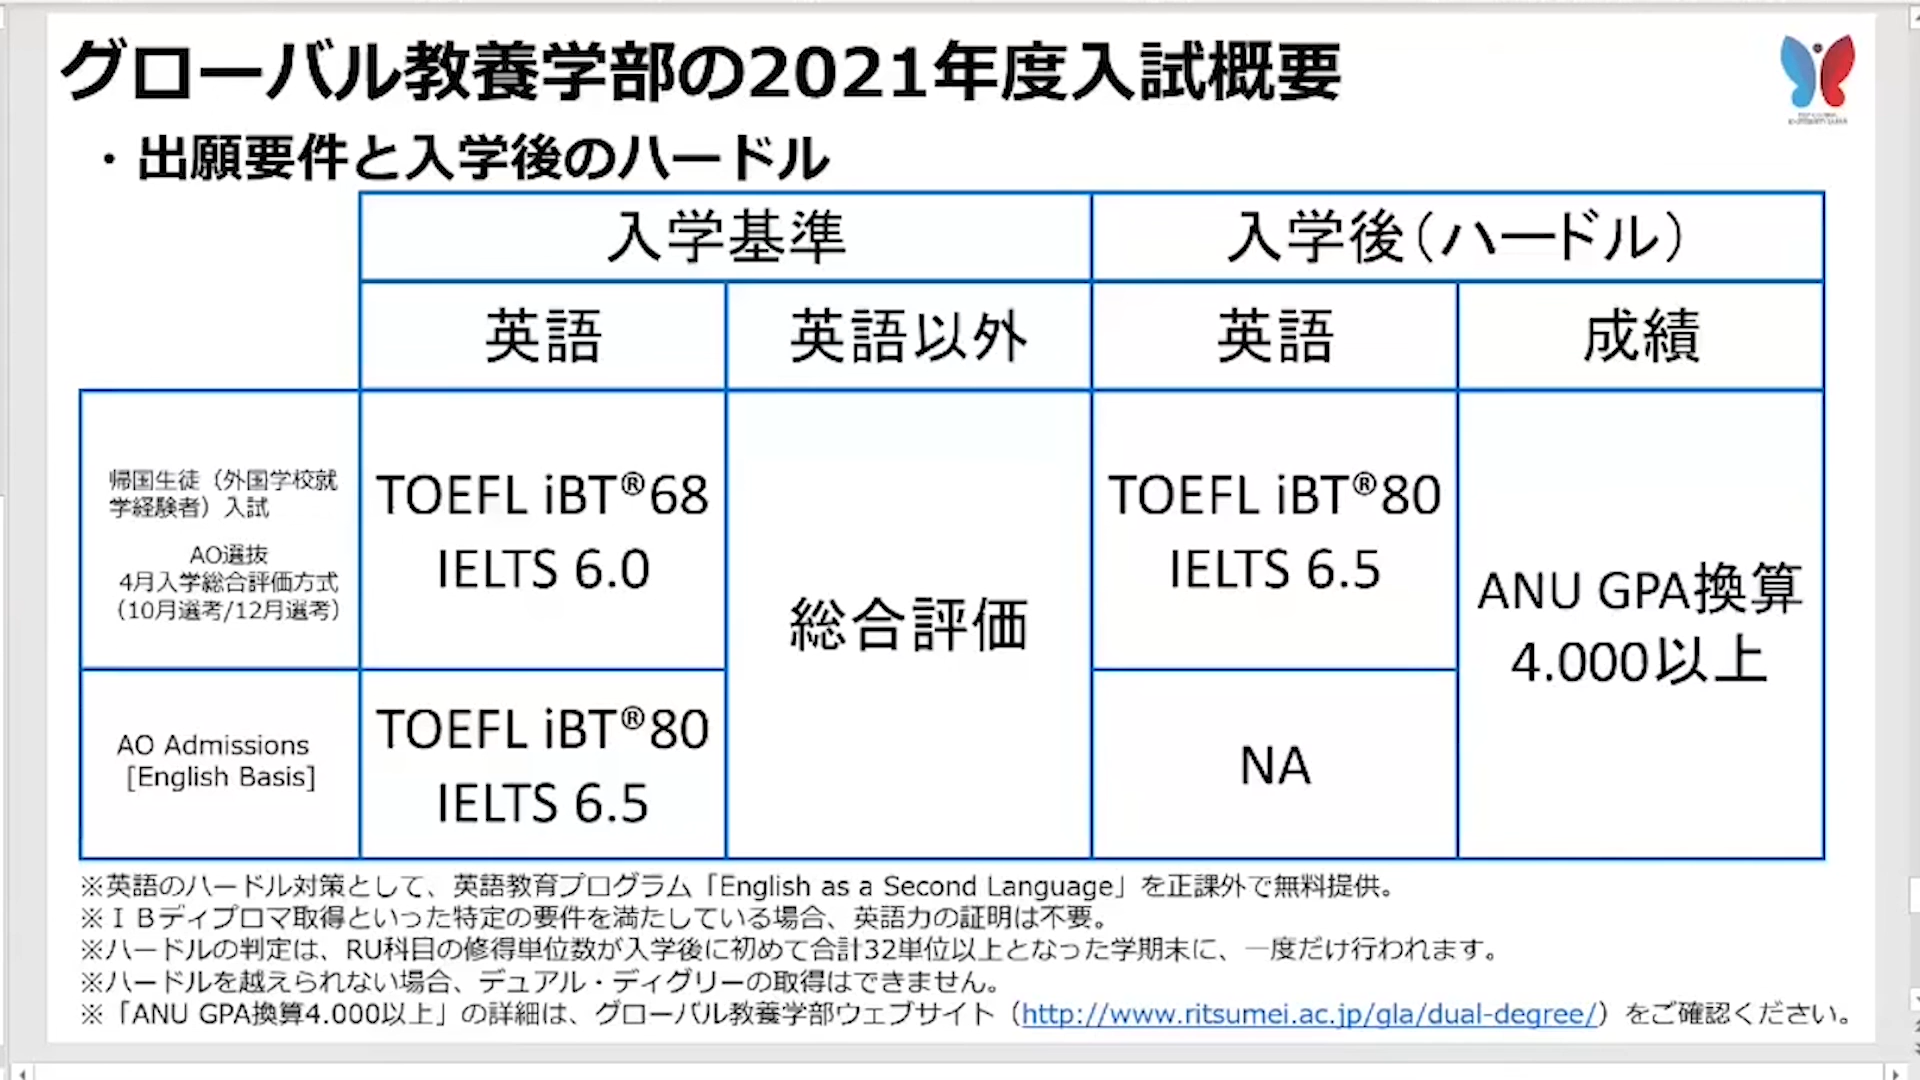 グローバル教養学部の2021年度入試概要
・出願要件と入学後のハードル
入学基準
入学後（ハードル）
英語
英語以外
英語
成績
帰国生徒（外国学校就
学経験者）入試
AO選抜
4月入学総合評価方式
（10月選考/12月選考）
TOEFL iBT®68
IELTS 6.0
総合評価
TOEFL iBT®80
IELTS 6.5
ANU GPA換算
4.000以上
AO Admissions
[English Basis]
TOEFL iBT®80
IELTS 6.5
NA
※英語のハードル対策として、英語教育プログラム「English as a Second Language」を正課外で無料提供。
※ＩＢディプロマ取得といった特定の要件を満たしている場合、英語力の証明は不要。
※ハードルの判定は、RU科目の修得単位数が入学後に初めて合計32単位以上となった学期末に、一度だけ行われます。
※ハードルを越えられない場合、デュアル・ディグリーの取得はできません。
※「ANU GPA換算4.000以上」の詳細は、グローバル教養学部ウェブサイト（http://www.ritsumei.ac.jp/gla/dual-degree/）をご確認ください。